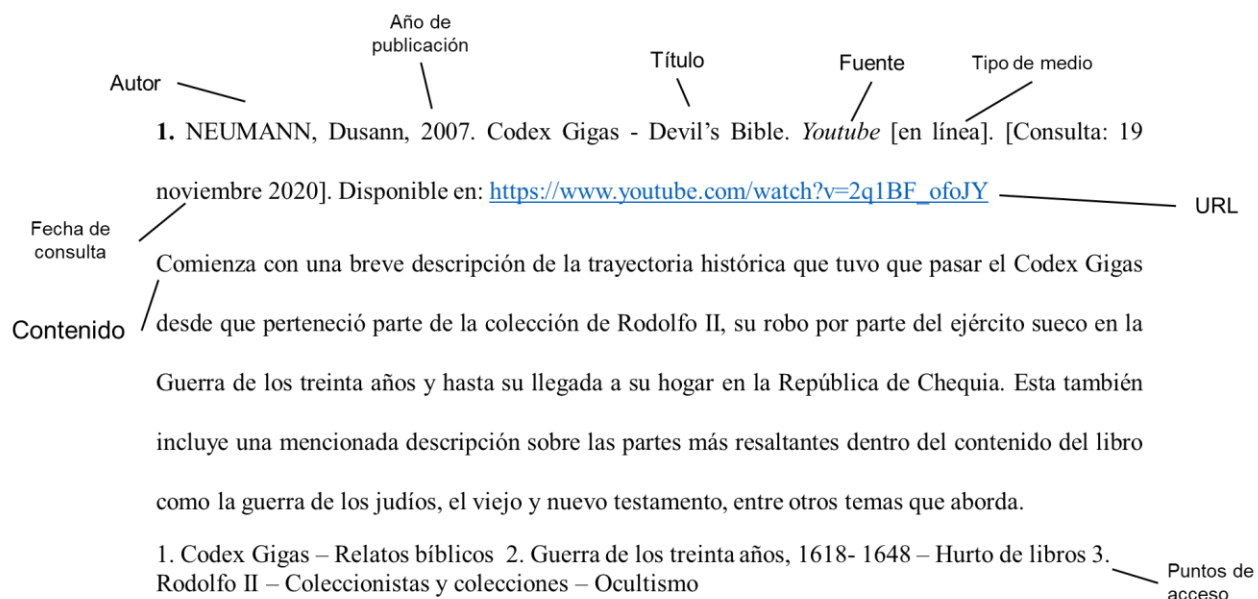 Año de
publicación
Título
Fuente
Tipo de medio
Autor
1. NEUMANN, Dusann, 2007. Codex Gigas - Devil’s Bible. Youtube [en línea]. [Consulta: 19
noviembre 2020]. Disponible en: https://www.youtube.com/watch?v=2q1BF_ofoJY
URL
Fecha de
consulta
Comienza con una breve descripción de la trayectoria histórica que tuvo que pasar el Codex Gigas
Contenido
desde que perteneció parte de la colección de Rodolfo II, su robo por parte del ejército sueco en la
Guerra de los treinta años y hasta su llegada a su hogar en la República de Chequia. Esta también
incluye una mencionada descripción sobre las partes más resaltantes dentro del contenido del libro
como la guerra de los judíos, el viejo y nuevo testamento, entre otros temas que aborda.
1. Codex Gigas – Relatos bíblicos 2. Guerra de los treinta años, 1618- 1648 – Hurto de libros 3.
Rodolfo II – Coleccionistas y colecciones – Ocultismo
Puntos de
acceso